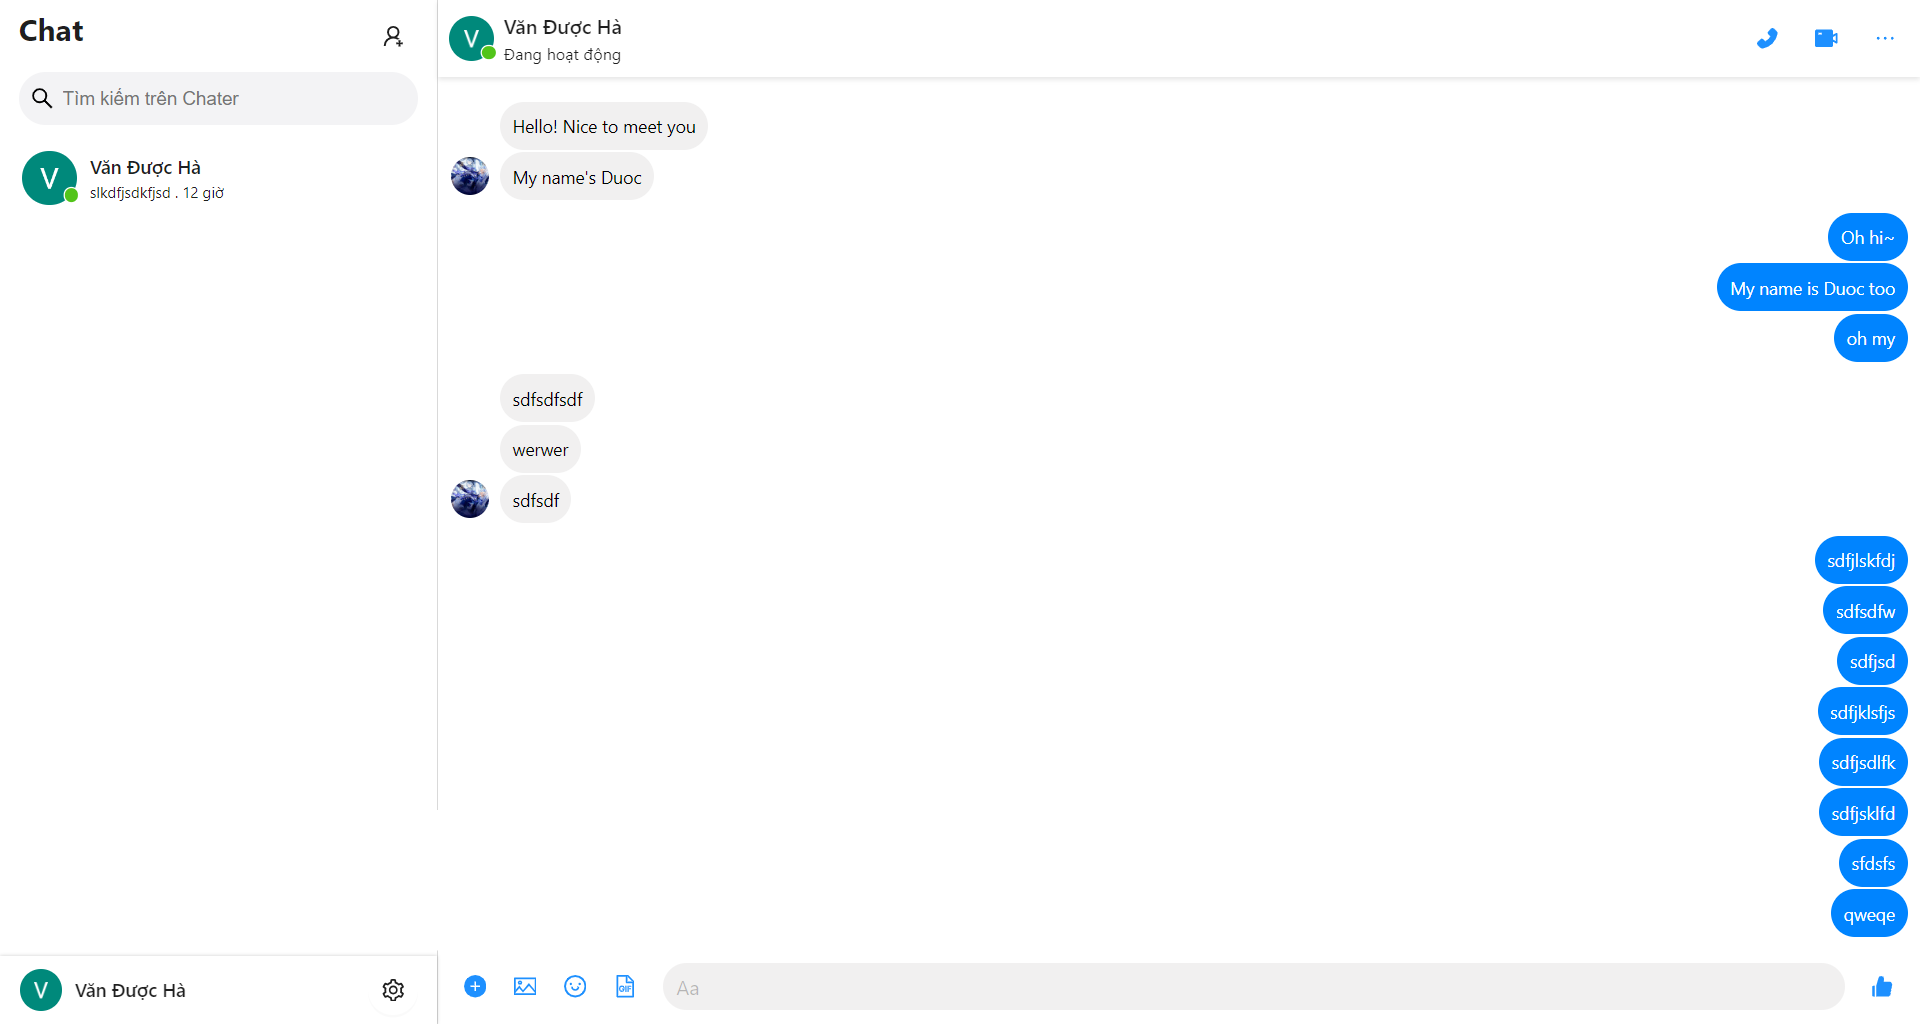 Chat
Tìm kiếm trên Chater
V
Văn Được Hà
slkdfjsdkfjsd . 12 giờ
V
Văn Được Hà
V
Văn Được Hà
Đang hoạt động
Hello! Nice to meet you
My name's Duoc
Oh hi~
My name is Duoc too
oh my
sdfsdfsdf
werwer
sdfsdf
sdfjlskfdj
sdfsdfw
sdfjsd
sdfjklsfjs
sdfjsdlfk
sdfjsklfd
sfdsfs
qweqe
GIF
Aa